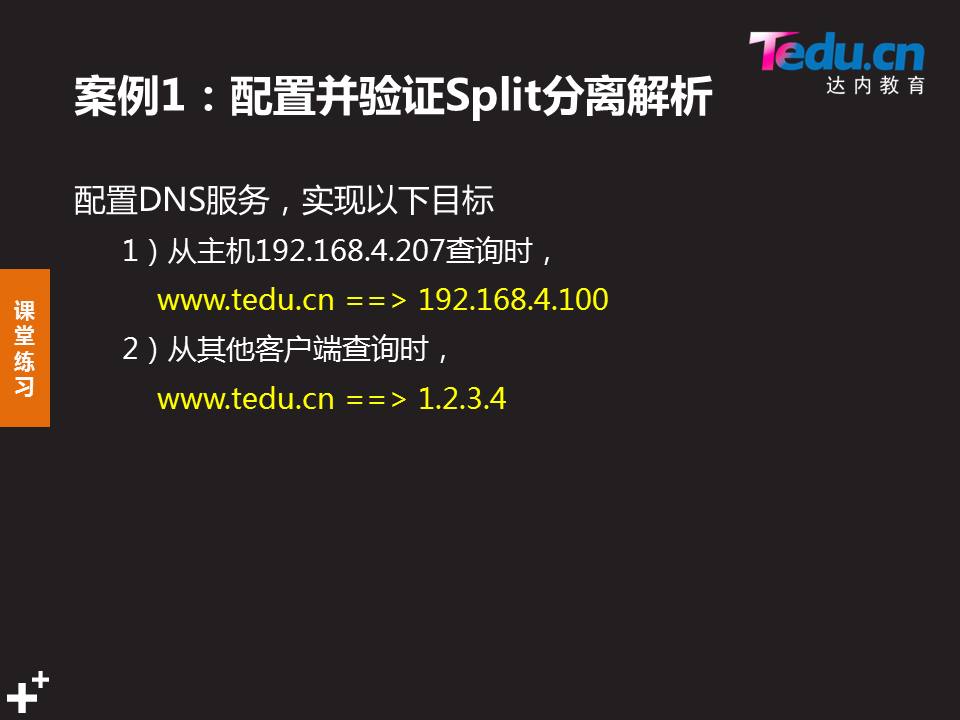 Tedu.cn
达内教育
案例1：配置并验证Split分离解析
配置DNS服务，实现以下目标
1）从主机192.168.4.207查询时，
www.tedu.cn ==> 192.168.4.100
2）从其他客户端查询时，
www.tedu.cn ==> 1.2.3.4
课堂练习